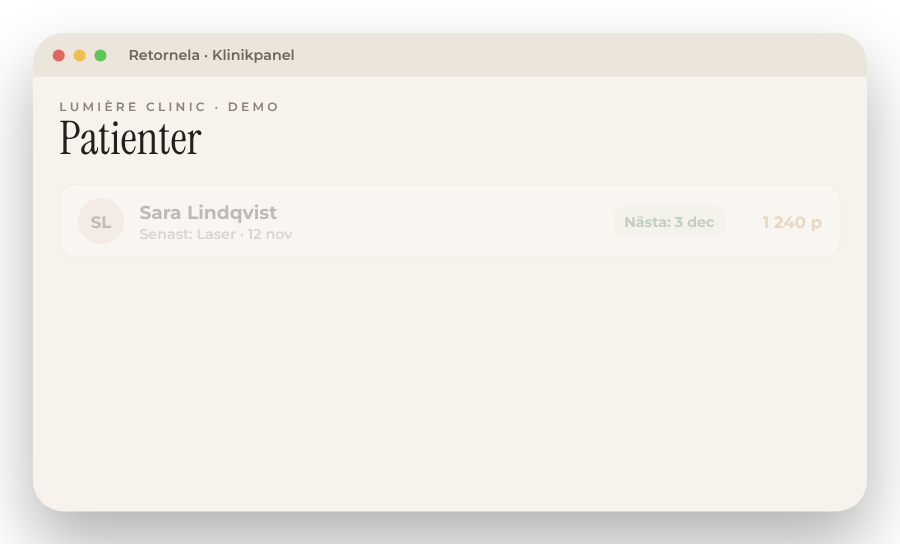 Retornela · Klinikpanel
LUMIÈRE CLINIC · DEMO
Patienter
SL
Sara Lindqvist
Senast: Laser · 12 nov
Nästa: 3 dec
1 240 p